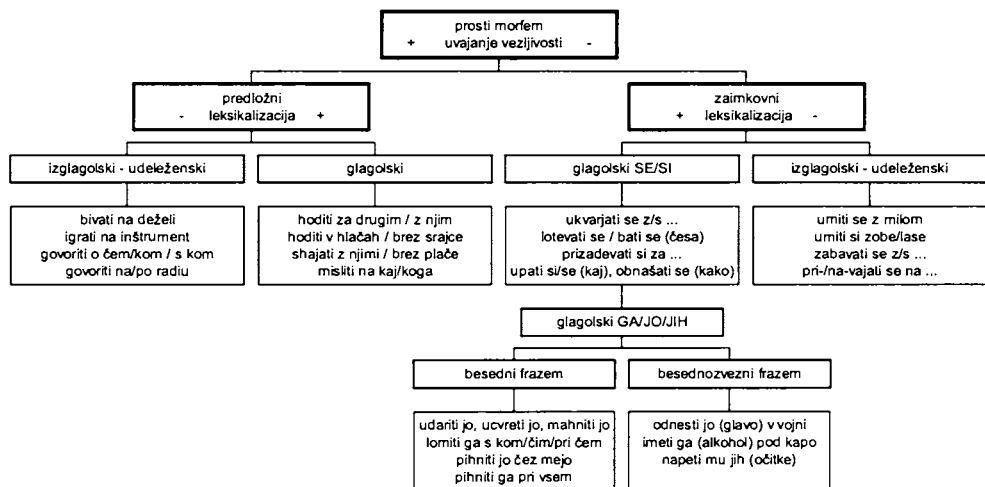 prosti morfem
+ uvajanje vezljivosti -
predložni
- leksikalizacija +
zaimkovni
+ leksikalizacija -
izglagolski - udeleženski
glagolski
glagolski SE/SI
izglagolski - udeleženski
bivati na deželi
igrati na inštrument
govoriti o čem/kom / s kom
govoriti na/po radiu
hoditi za drugim / z njim
hoditi v hlačah / brez srajce
shajati z njimi / brez plače
misliti na kaj/koga
ukvarjati se z/s ...
lotevati se / bati se (česa)
prizadevati si za ...
upati si/se (kaj), obnašati se (kako)
umiti se z milom
umiti si zobe/lase
zabavati se z/s ...
pri-/na-vajati se na ...
glagolski GA/JO/JIH
besedni frazem
besednozvezni frazem
udariti jo, ucvreti jo, mahniti jo
lomiti ga s kom/čim/pri čem
pihniti jo čez mejo
pihniti ga pri vsem
odnesti jo (glavo) v vojni
imeti ga (alkohol) pod kapo
napeti mu jih (očitke)